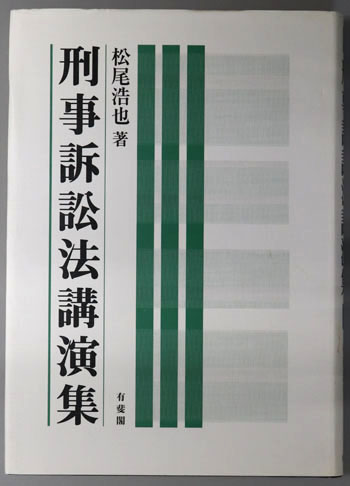 松尾浩也 著
刑事訴訟法講演集
有斐閣